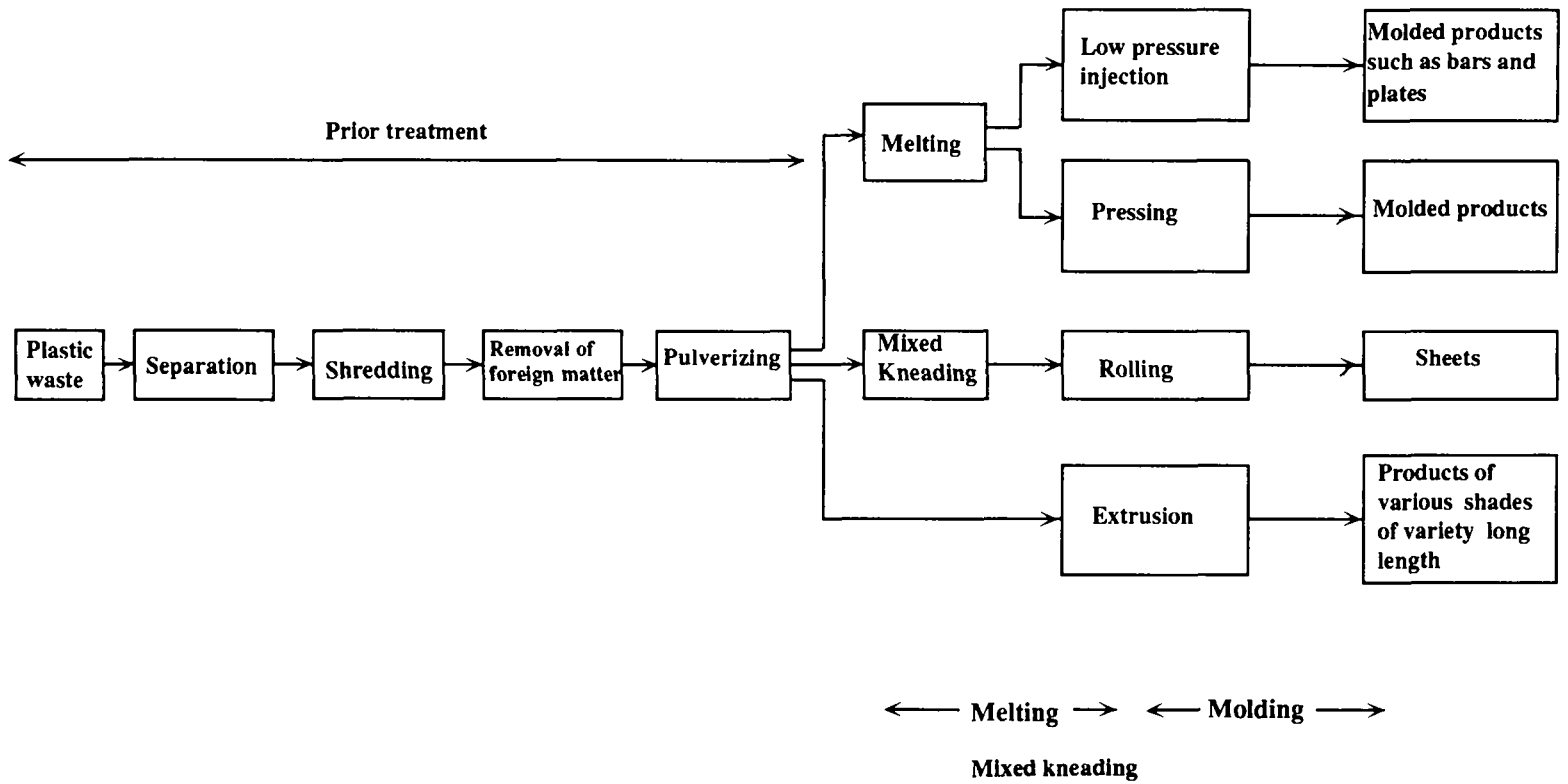 Prior treatment
Plastic
waste
Separation
Shredding
Removal of
foreign matter
Pulverizing
Melting
Low pressure
injection
Molded products
such as bars and
plates
Pressing
Molded products
Mixed
Kneading
Rolling
Sheets
Extrusion
Products of
various shades
of variety long
length
Melting
Molding
Mixed kneading